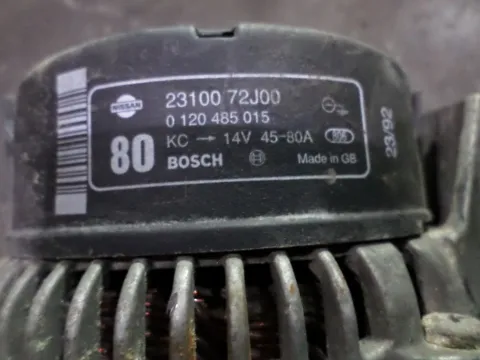 NISSAN
23100 72J00
0 120 485 015
80
KC → 14V 45-80A
BOSCH
Made in GB
23/92